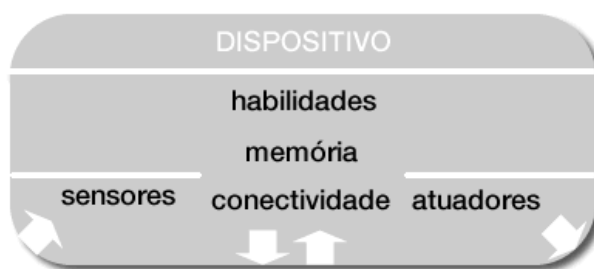 DISPOSITIVO
habilidades
memória
sensores conectividade atuadores